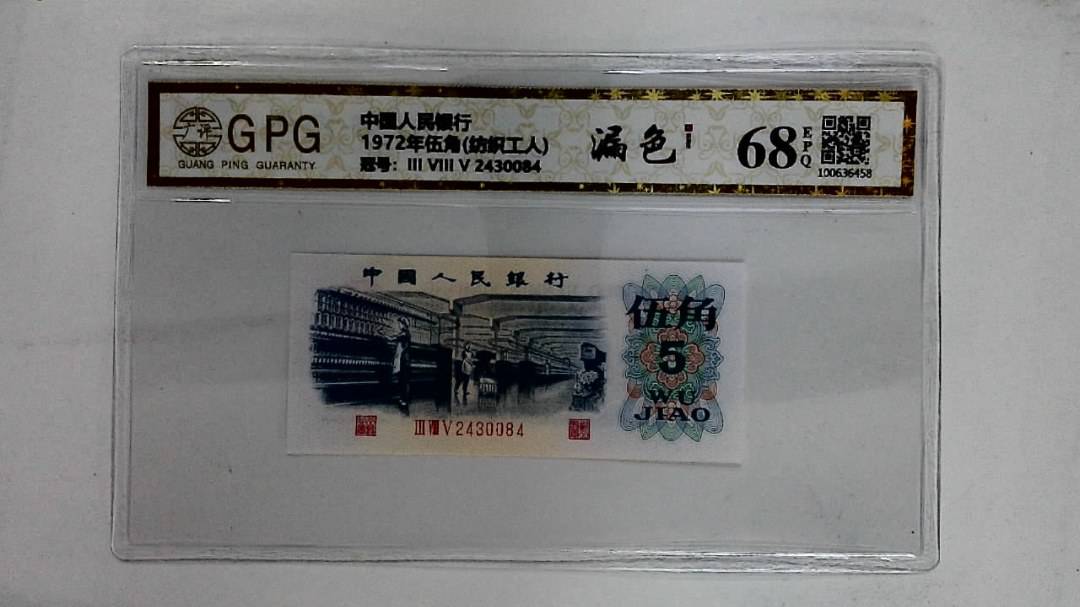 GPG
GUANG PING GUARANTY
中国人民银行
1972年伍角(纺织工人)
冠号：III VIII V 2430084
漏色
68
EPQ
100636458
中國人民銀行
伍角
5
WU
JIAO
III VIII V 2430084